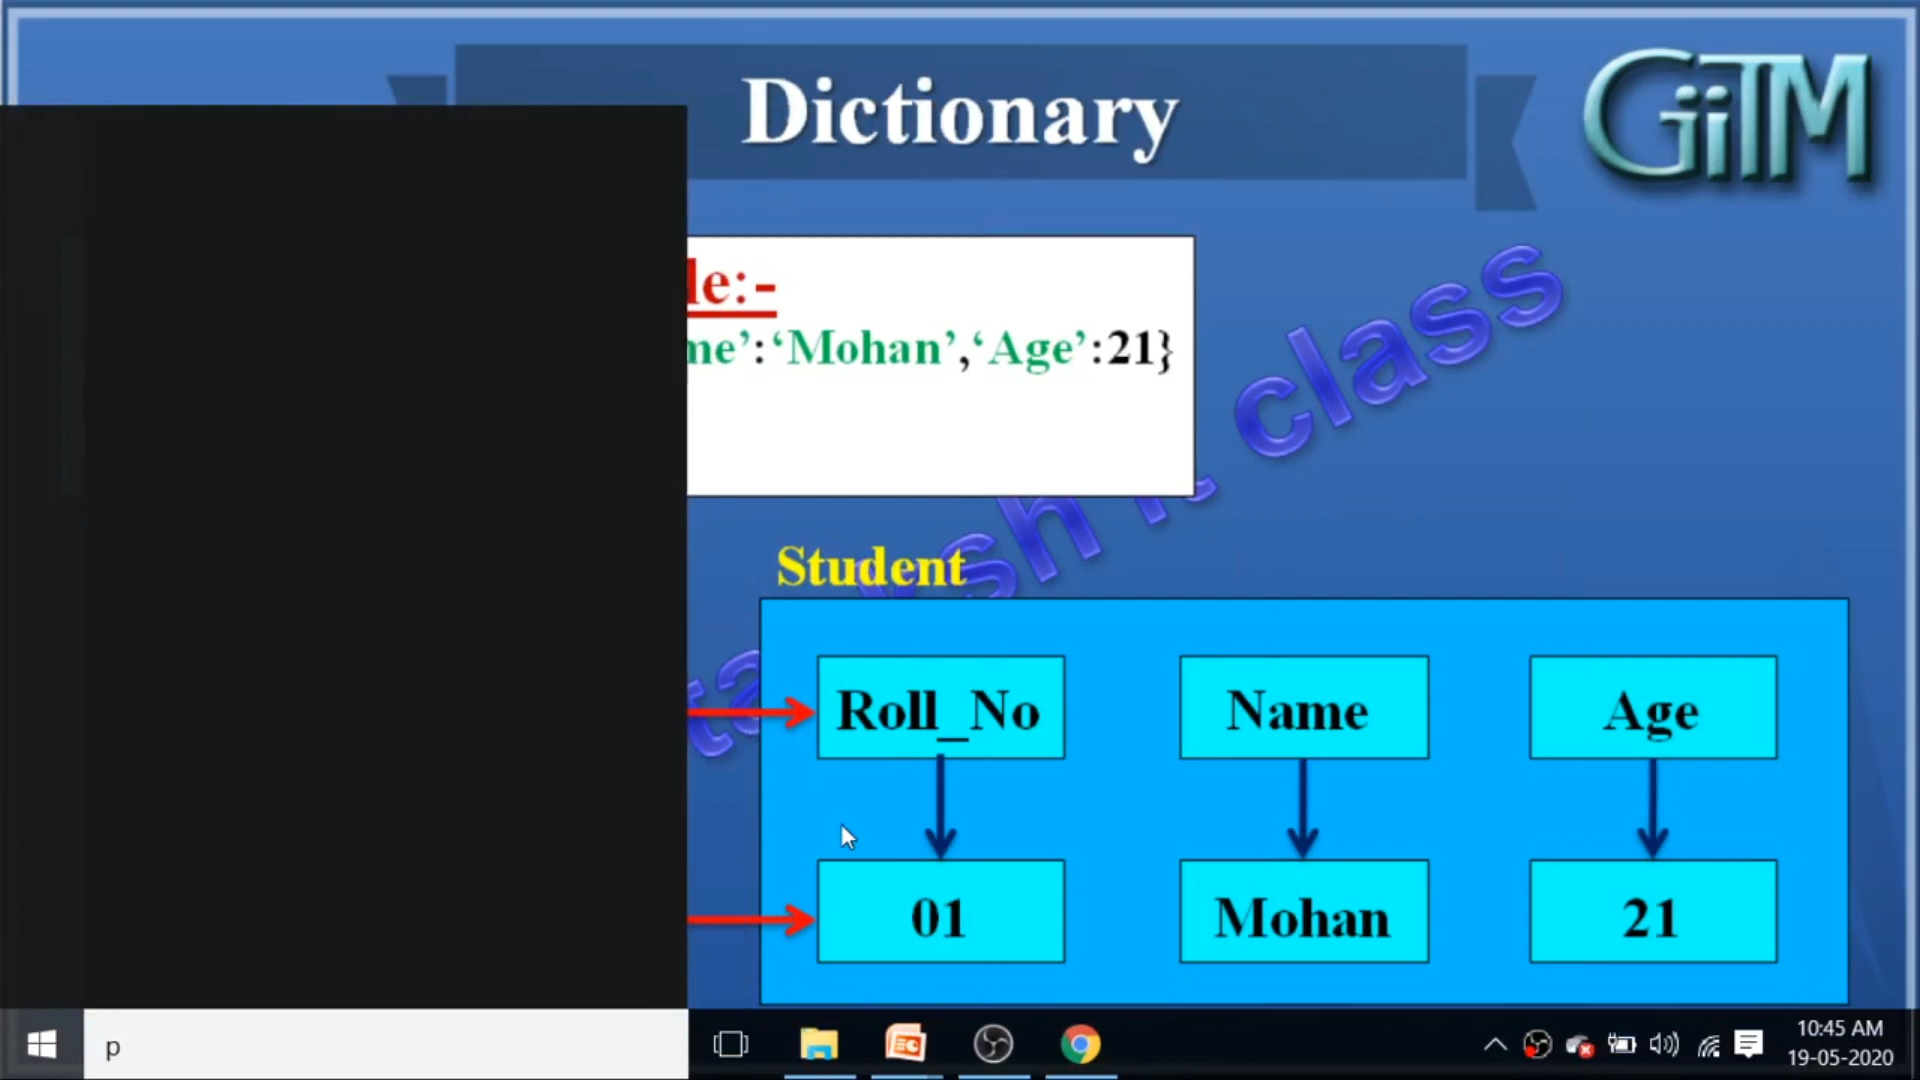 Dictionary
GiTM
le:-
me’:‘Mohan’,‘Age’:21}
class
sh
Student
Roll_No
Name
Age
01
Mohan
21
p
10:45 AM
19-05-2020